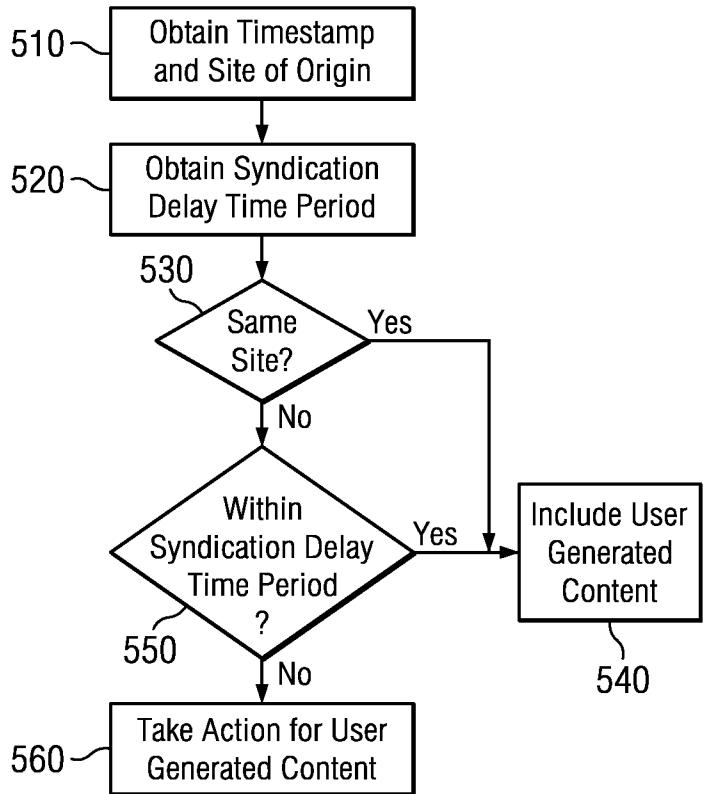 510
Obtain Timestamp
and Site of Origin
520
Obtain Syndication
Delay Time Period
530
Same
Site?
Yes
No
Within
Syndication Delay
Time Period
?
Yes
550
No
Include User
Generated
Content
540
560
Take Action for User
Generated Content